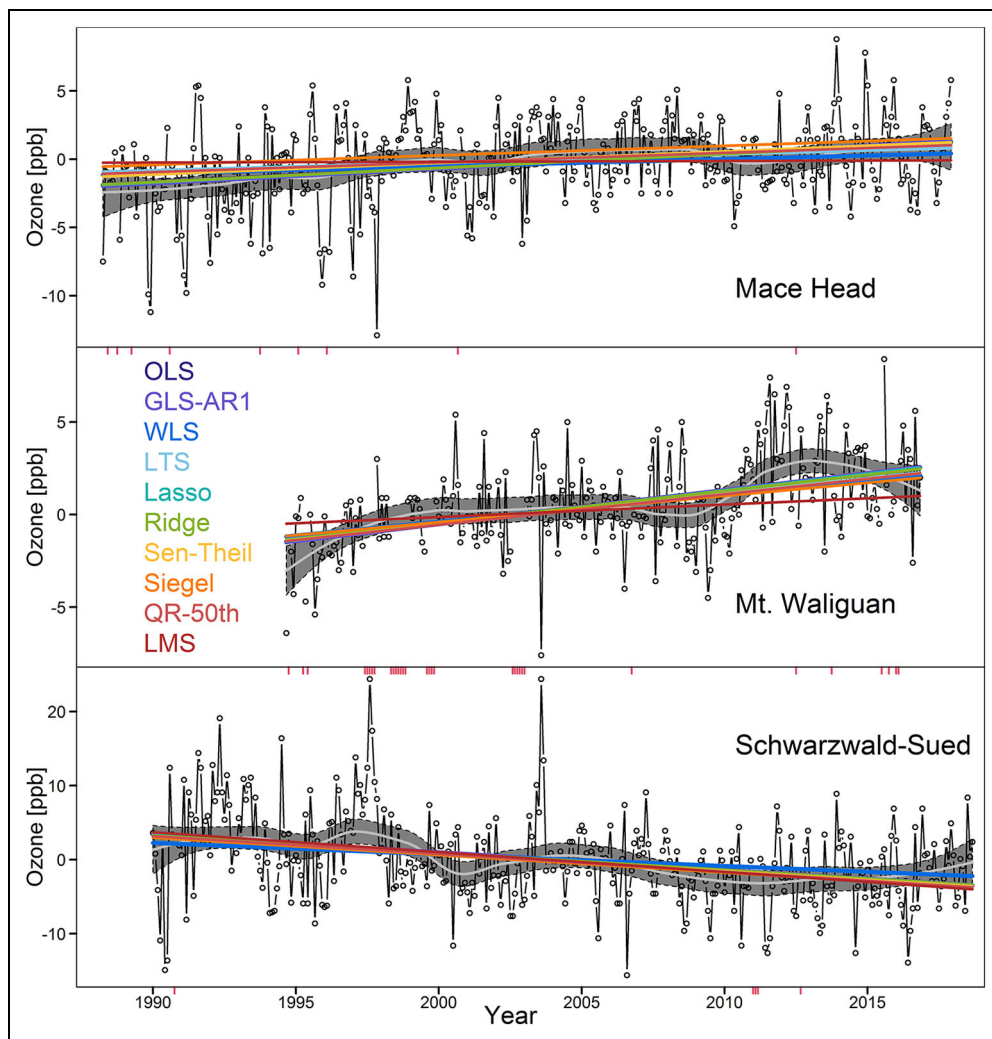 Ozone [ppb]
5
0
-5
-10
Mace Head
Ozone [ppb]
5
0
-5
OLS
GLS-AR1
WLS
LTS
Lasso
Ridge
Sen-Theil
Siegel
QR-50th
LMS
Mt. Waliguan
Ozone [ppb]
20
10
0
-10
Schwarzwald-Sued
1990
1995
2000
2005
2010
2015
Year